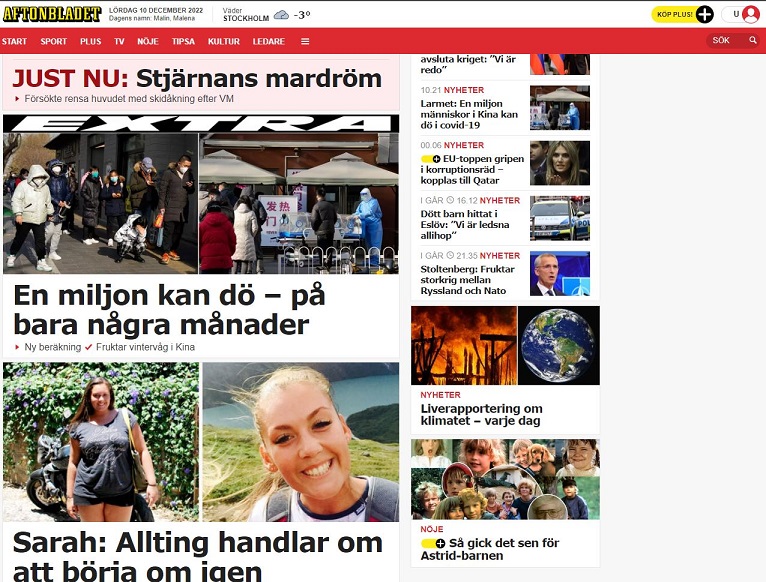 AFTONBLADET
LÖRDAG 10 DECEMBER 2022
Dagens namn: Malin, Malena
Väder
STOCKHOLM
-3°
KÖP PLUS!
U
START SPORT PLUS TV NÖJE TIPSA KULTUR LEDARE
SÖK
JUST NU: Stjärnans mardröm
Försökte rensa huvudet med skidåkning efter VM
EXTRA
发热
门
En miljon kan dö – på
bara några månader
Ny beräkning Fruktar vintervåg i Kina
Sarah: Allting handlar om
att börja om igen
avsluta kriget: ”Vi är
redo”
10.21 NYHETER
Larmet: En miljon
människor i Kina kan
dö i covid-19
00.06 NYHETER
EU-toppen gripen
i korruptionsräd –
kopplas till Qatar
I GÅR 16.12 NYHETER
Dött barn hittat i
Eslöv: ”Vi är ledsna
allihop”
I GÅR 21.35 NYHETER
Stoltenberg: Fruktar
storkrig mellan
Ryssland och Nato
NYHETER
Liverapportering om
klimatet – varje dag
NÖJE
Så gick det sen för
Astrid-barnen